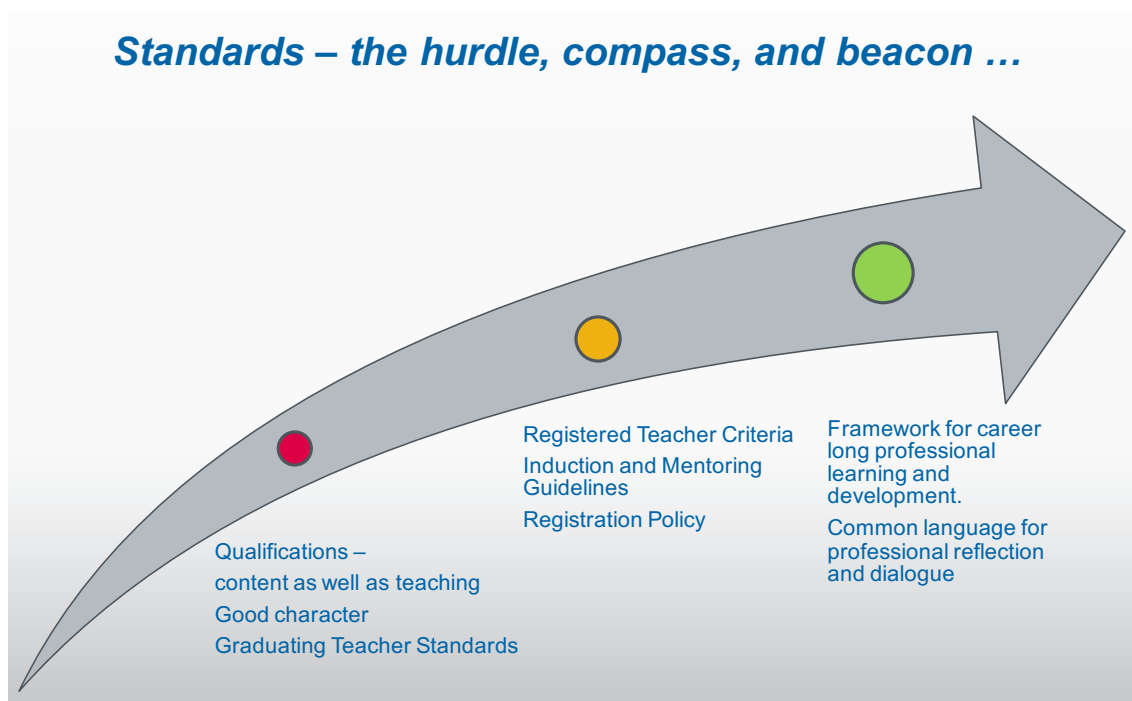 Standards – the hurdle, compass, and beacon …
Qualifications –
content as well as teaching
Good character
Graduating Teacher Standards
Registered Teacher Criteria
Induction and Mentoring
Guidelines
Registration Policy
Framework for career
long professional
learning and
development.
Common language for
professional reflection
and dialogue